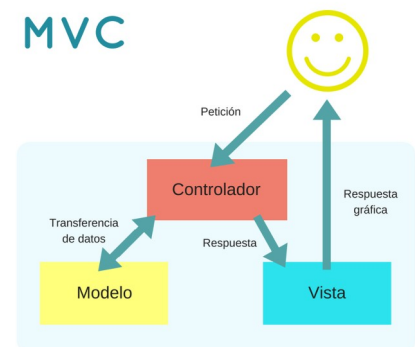 MVC
Petición
Controlador
Transferencia
de datos
Respuesta
Respuesta
gráfica
Modelo
Vista